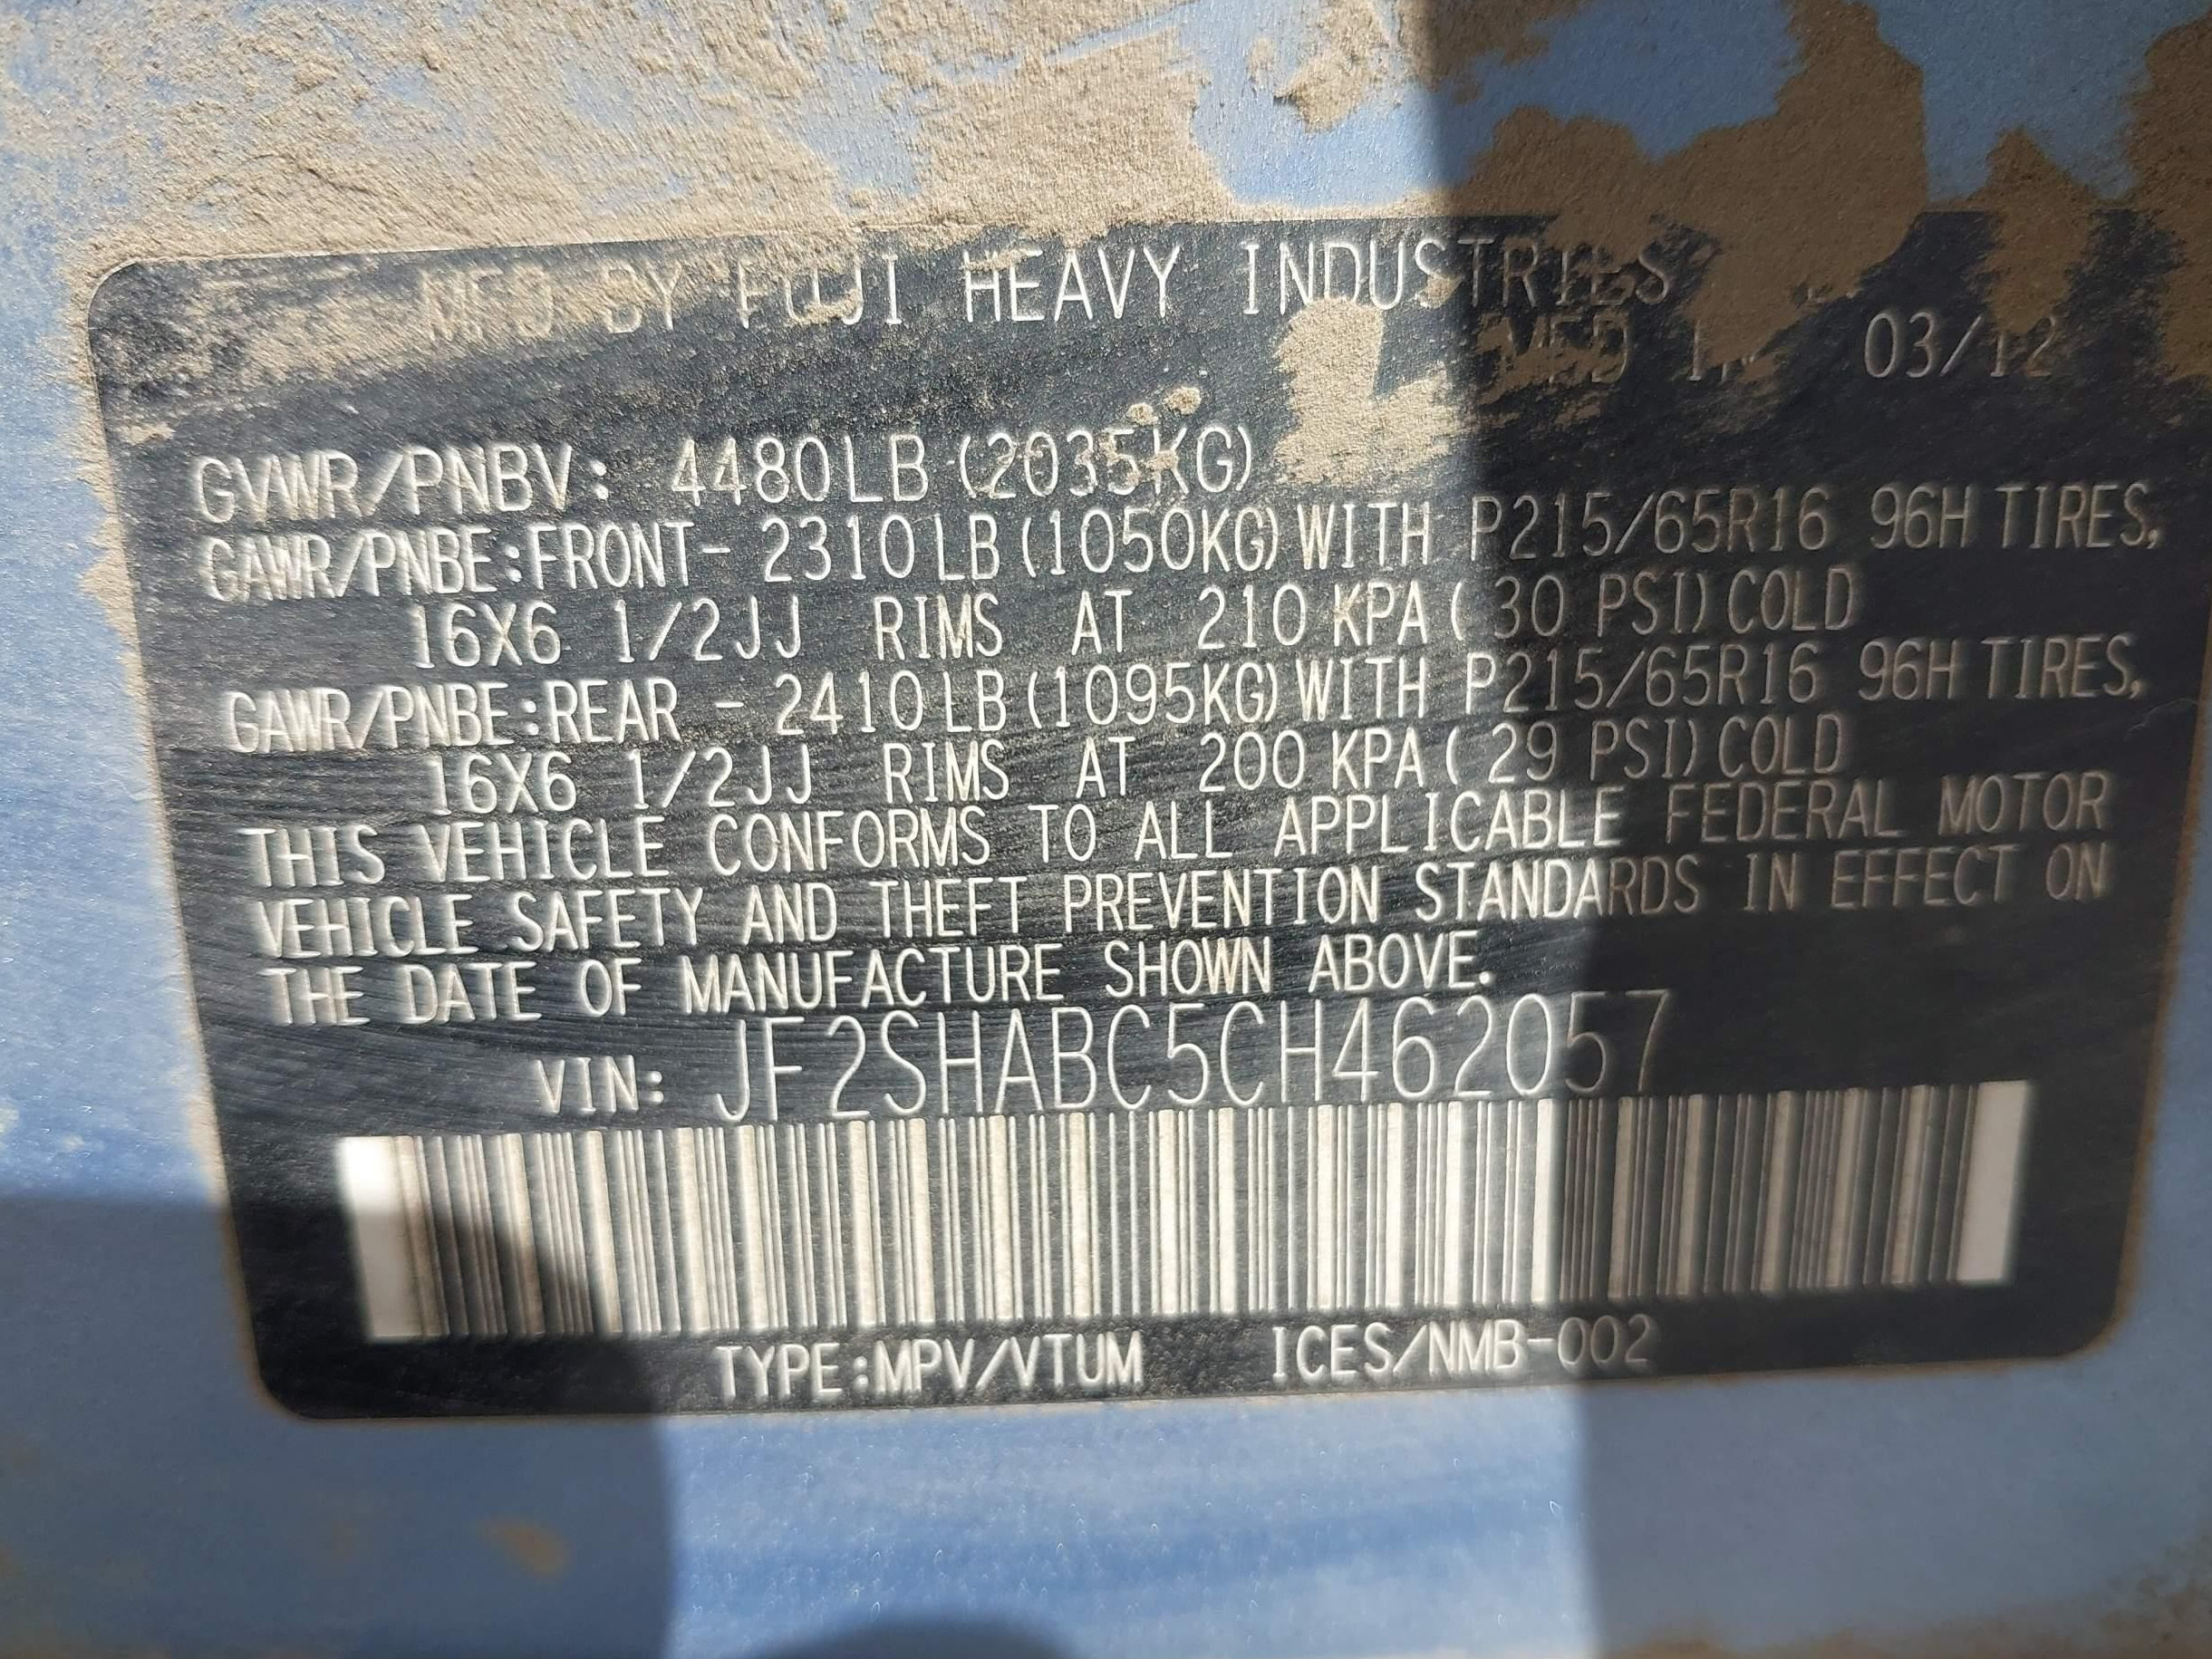 MFD BY FUJI HEAVY INDUSTRIES
MFD 03/12
GVWR/PNBV: 4480LB (2035KG)
GAWR/PNBE:FRONT- 2310LB(1050KG)WITH P215/65R16 96H TIRES,
16X6 1/2JJ RIMS AT 210 KPA( 30 PSI)COLD
GAWR/PNBE:REAR - 2410LB(1095KG)WITH P215/65R16 96H TIRES,
16X6 1/2JJ RIMS AT 200 KPA( 29 PSI)COLD
THIS VEHICLE CONFORMS TO ALL APPLICABLE FEDERAL MOTOR
VEHICLE SAFETY AND THEFT PREVENTION STANDARDS IN EFFECT ON
THE DATE OF MANUFACTURE SHOWN ABOVE.
VIN: JF2SHABC5CH462057
TYPE:MPV/VTUM ICES/NMB-002